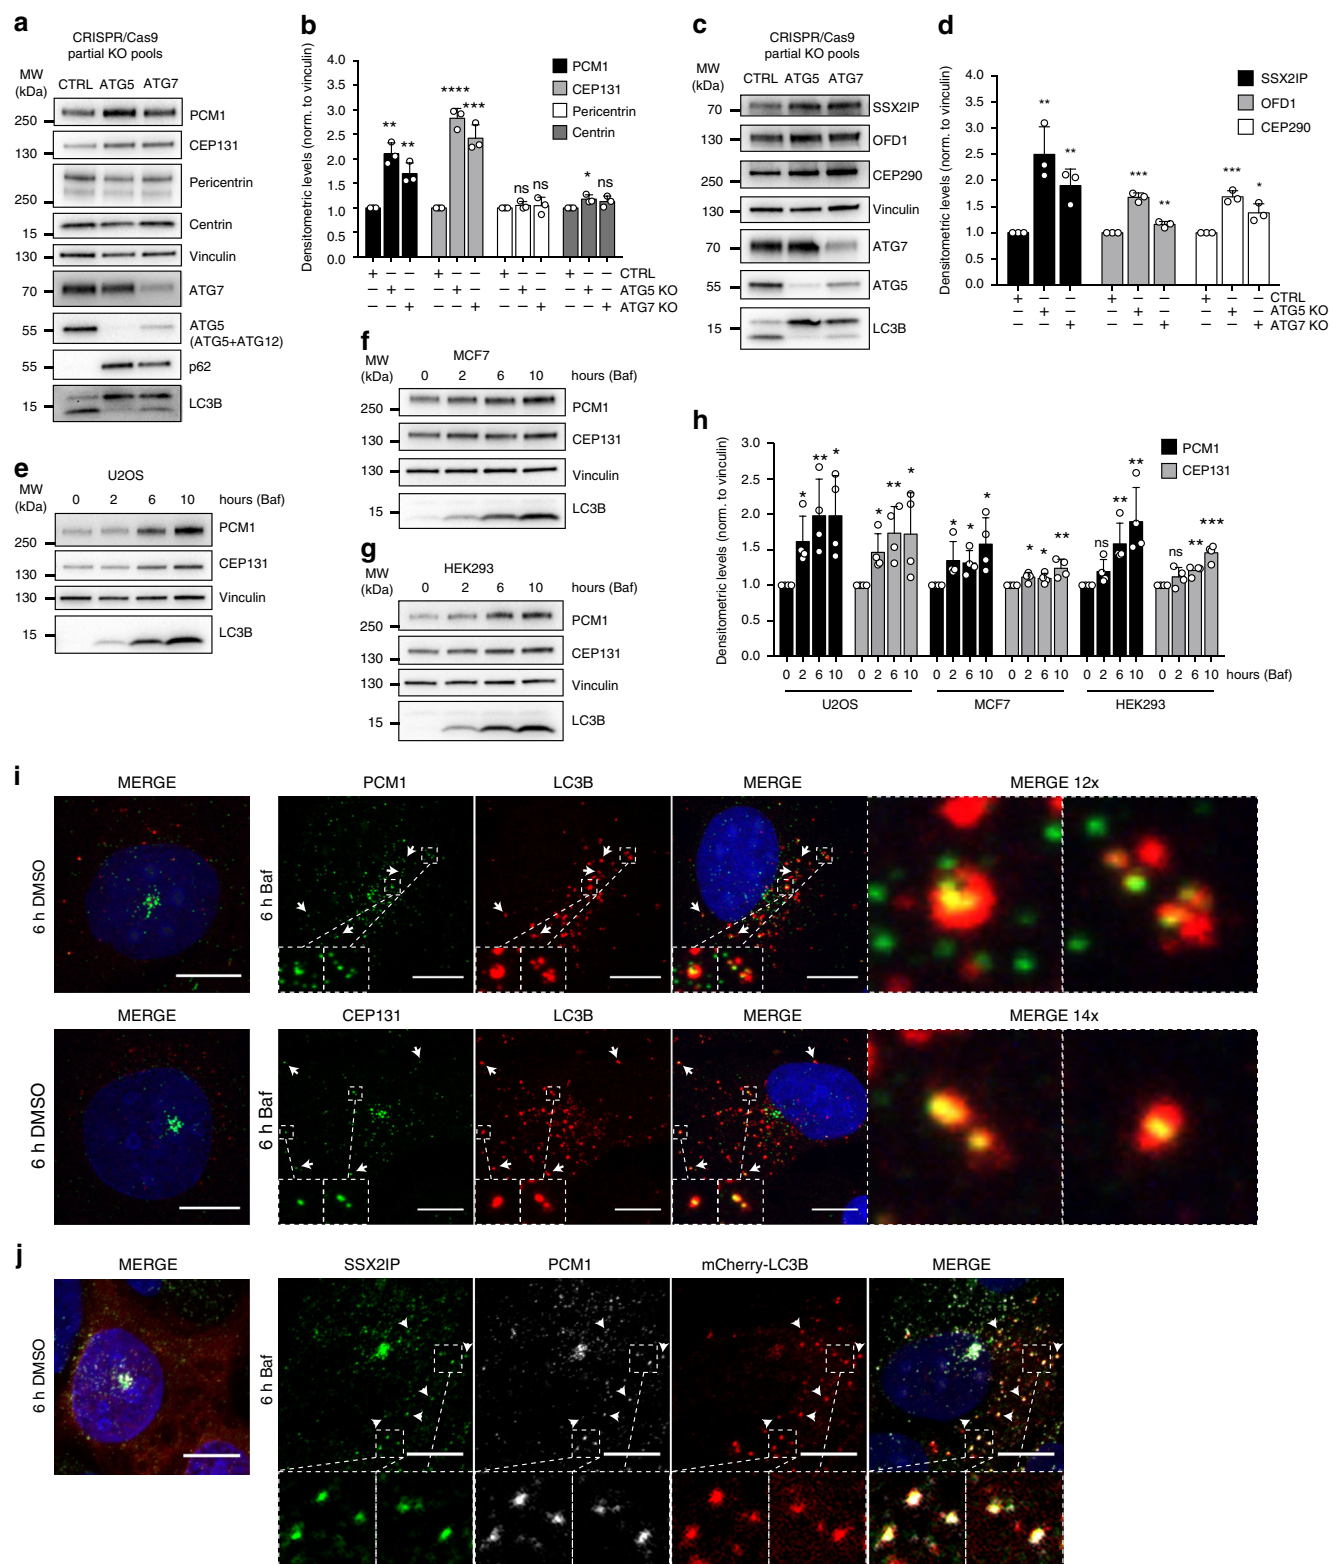 a
CRISPR/Cas9
partial KO pools
MW
(kDa)
CTRL ATG5 ATG7
250
PCM1
130
CEP131
250
Pericentrin
15
Centrin
130
Vinculin
70
ATG7
55
ATG5
(ATG5+ATG12)
55
p62
15
LC3B
b
Densitometric levels (norm. to vinculin)
4.0
3.5
3.0
2.5
2.0
1.5
1.0
0.5
0.0
** ** **** *** ns ns * ns
PCM1
CEP131
Pericentrin
Centrin
+ – – + – – + – – + – – CTRL
– + – – + – – + – – + – ATG5 KO
– – + – – + – – + – – + ATG7 KO
c
CRISPR/Cas9
partial KO pools
MW
(kDa)
CTRL ATG5 ATG7
70
SSX2IP
130
OFD1
250
CEP290
130
Vinculin
70
ATG7
55
ATG5
15
LC3B
d
Densitometric levels (norm. to vinculin)
4.0
3.5
3.0
2.5
2.0
1.5
1.0
0.5
0.0
** ** *** ** *** *
SSX2IP
OFD1
CEP290
+ – – + – – + – – CTRL
– + – – + – – + – ATG5 KO
– – + – – + – – + ATG7 KO
e
U2OS
MW
(kDa)
0 2 6 10 hours (Baf)
250
PCM1
130
CEP131
130
Vinculin
15
LC3B
f
MW
(kDa)
MCF7
0 2 6 10 hours (Baf)
250
PCM1
130
CEP131
130
Vinculin
15
LC3B
g
MW
(kDa)
HEK293
0 2 6 10 hours (Baf)
250
PCM1
130
CEP131
130
Vinculin
15
LC3B
h
Densitometric levels (norm. to vinculin)
3.0
2.5
2.0
1.5
1.0
0.5
0.0
* ** * * ** * * * * * * ** ns ** ** ns ** ***
PCM1
CEP131
0 2 6 10 0 2 6 10 0 2 6 10 0 2 6 10 0 2 6 10 0 2 6 10 hours (Baf)
U2OS MCF7 HEK293
i
MERGE PCM1 LC3B MERGE MERGE 12x
6 h DMSO
6 h Baf
MERGE CEP131 LC3B MERGE MERGE 14x
6 h DMSO
6 h Baf
j
MERGE SSX2IP PCM1 mCherry-LC3B MERGE
6 h DMSO
6 h Baf